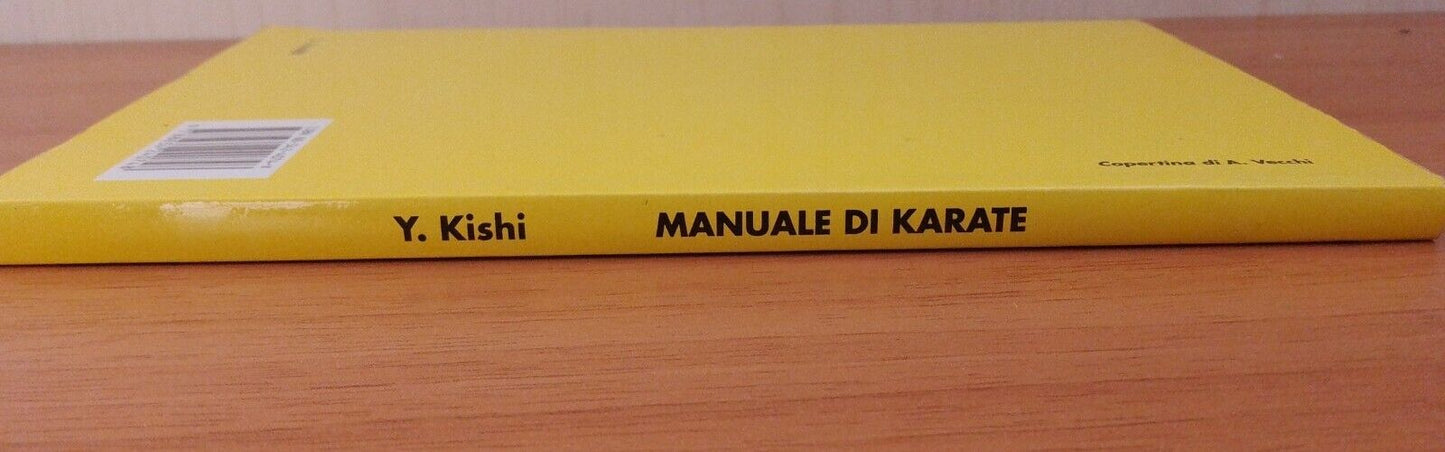 Copertina di A. Vecchi
Y. Kishi MANUALE DI KARATE